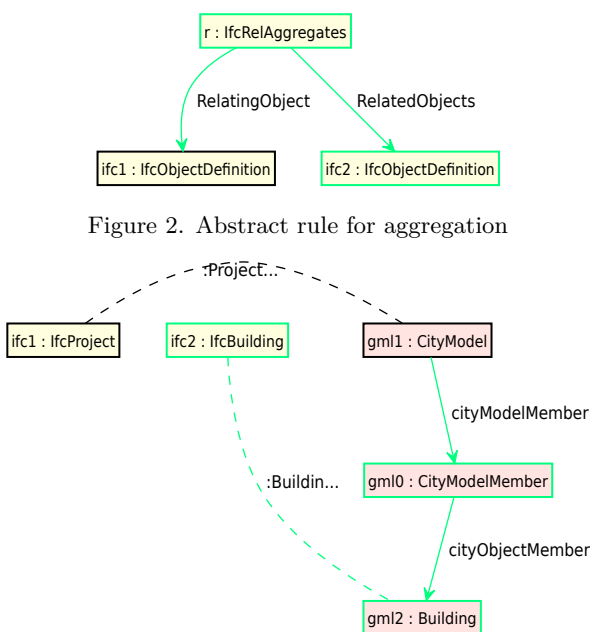 r : IfcRelAggregates
RelatingObject
RelatedObjects
ifc1 : IfcObjectDefinition
ifc2 : IfcObjectDefinition
Figure 2. Abstract rule for aggregation
:Project...
ifc1 : IfcProject
ifc2 : IfcBuilding
gml1 : CityModel
cityModelMember
:Buildin...
gml0 : CityModelMember
cityObjectMember
gml2 : Building